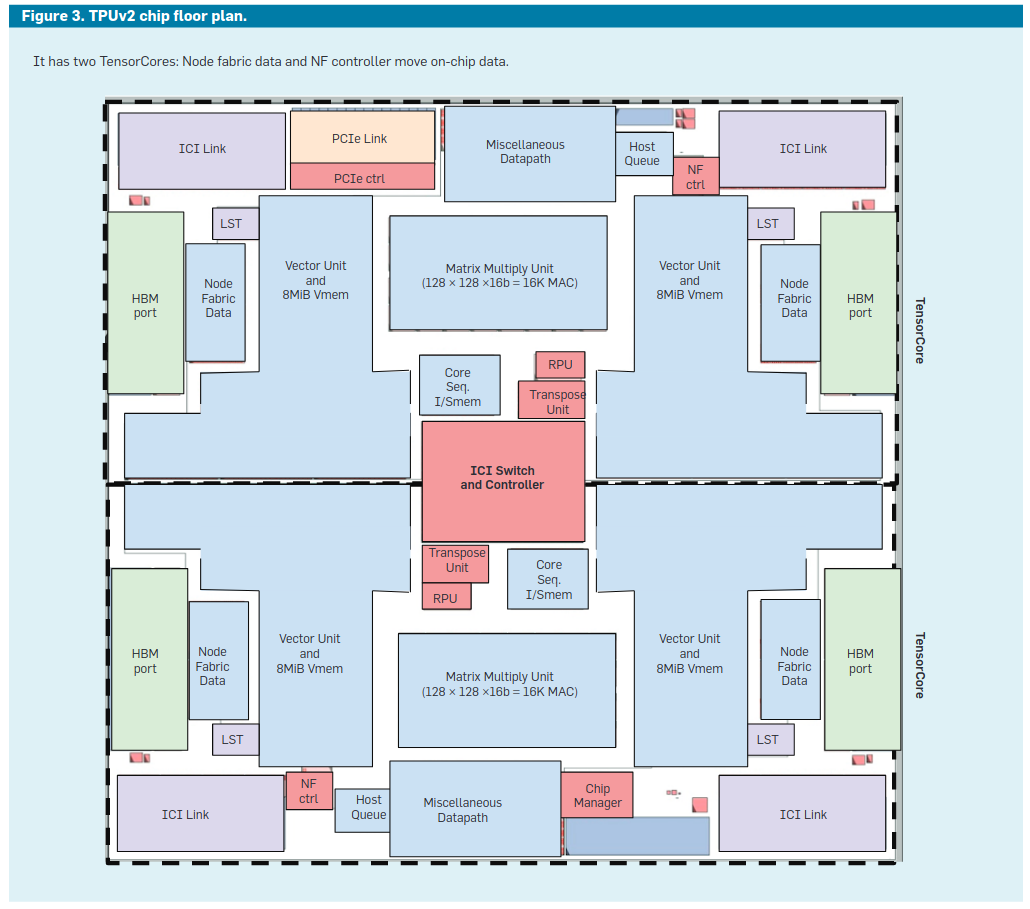 Figure 3. TPUv2 chip floor plan.
It has two TensorCores: Node fabric data and NF controller move on-chip data.
ICI Link
PCIe Link
PCIe ctrl
Miscellaneous
Datapath
Host
Queue
NF
ctrl
ICI Link
LST
LST
HBM
port
Node
Fabric
Data
Vector Unit
and
8MiB Vmem
Matrix Multiply Unit
(128 × 128 ×16b = 16K MAC)
Vector Unit
and
8MiB Vmem
Node
Fabric
Data
HBM
port
TensorCore
Core
Seq.
I/Smem
RPU
Transpose
Unit
ICI Switch
and Controller
Transpose
Unit
RPU
Core
Seq.
I/Smem
HBM
port
Node
Fabric
Data
Vector Unit
and
8MiB Vmem
Matrix Multiply Unit
(128 × 128 ×16b = 16K MAC)
Vector Unit
and
8MiB Vmem
Node
Fabric
Data
HBM
port
TensorCore
LST
LST
ICI Link
NF
ctrl
Host
Queue
Miscellaneous
Datapath
Chip
Manager
ICI Link